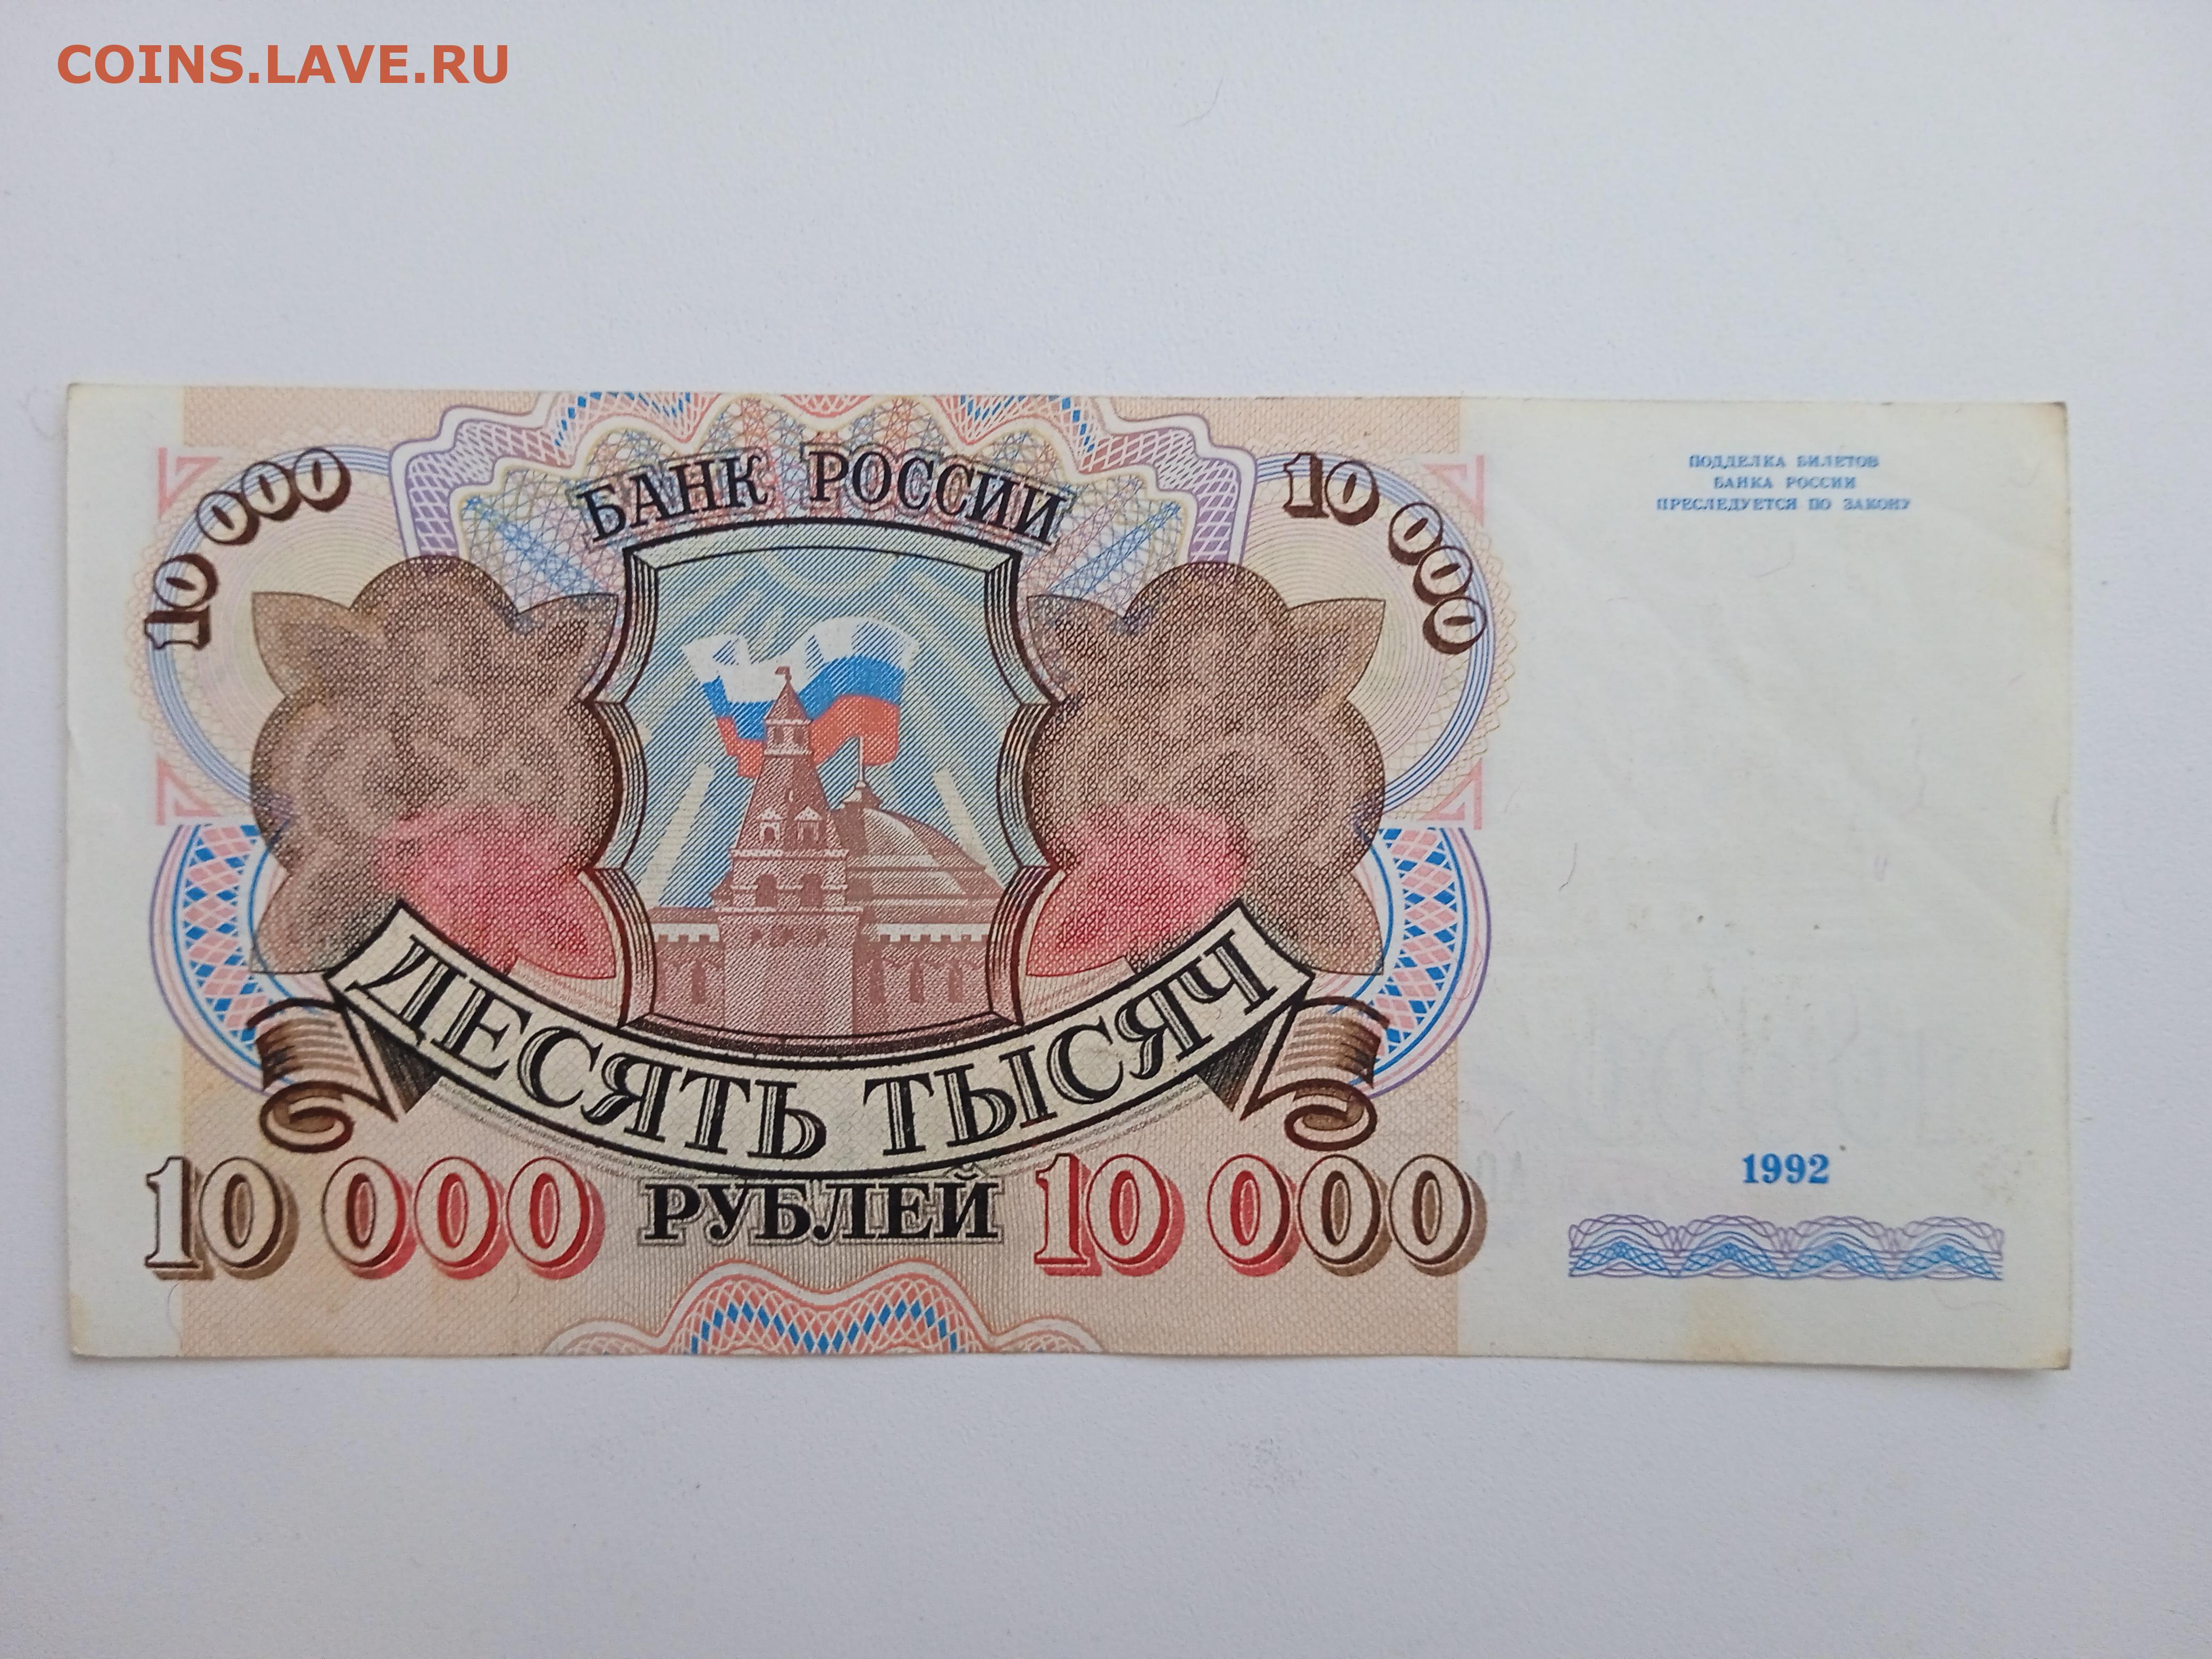 COINS.LAVE.RU
БАНК РОССИИ
10 000
10 000
ПОДДЕЛКА БИЛЕТОВ
БАНКА РОССИИ
ПРЕСЛЕДУЕТСЯ ПО ЗАКОНУ
ДЕСЯТЬ ТЫСЯЧ
10 000
РУБЛЕЙ
10 000
1992